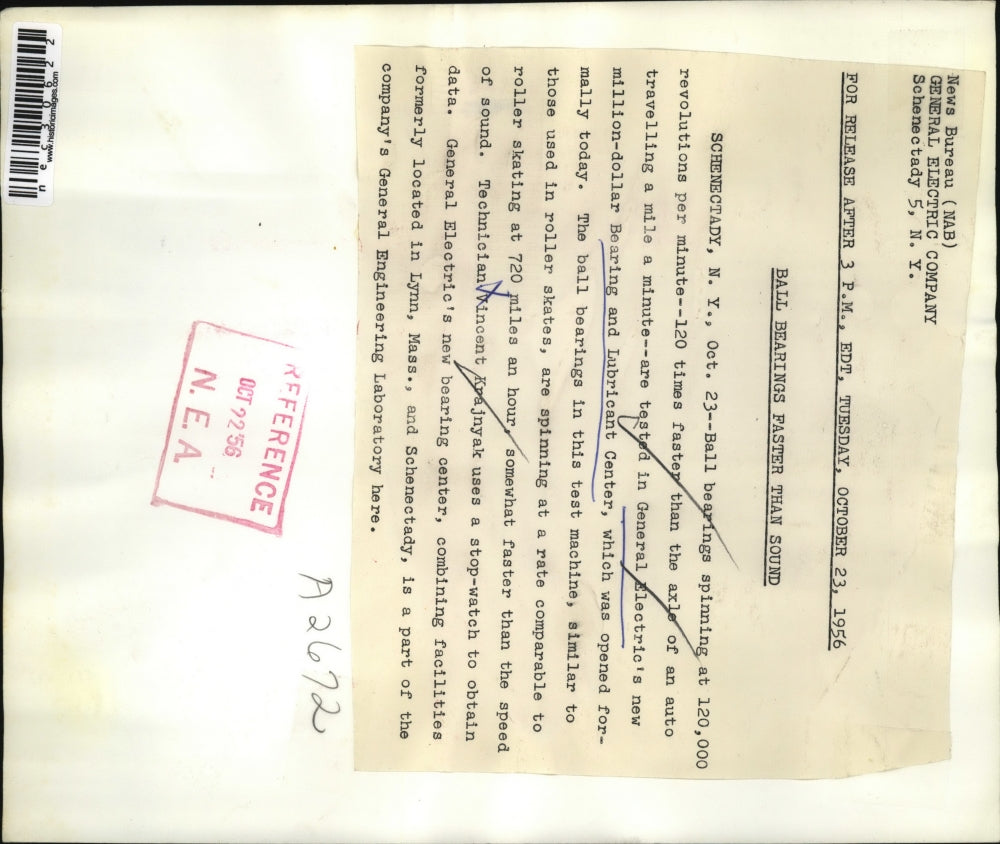 News Bureau (NAB)
GENERAL ELECTRIC COMPANY
Schenectady 5, N. Y.
FOR RELEASE AFTER 3 P.M., EDT, TUESDAY, OCTOBER 23, 1956
BALL BEARINGS FASTER THAN SOUND
SCHENECTADY, N. Y., Oct. 23--Ball bearings spinning at 120,000
revolutions per minute--120 times faster than the axle of an auto
travelling a mile a minute--are tested in General Electric's new
million-dollar Bearing and Lubricant Center, which was opened for-
mally today. The ball bearings in this test machine, similar to
those used in roller skates, are spinning at a rate comparable to
roller skating at 720 miles an hour, somewhat faster than the speed
of sound. Technician Vincent Krajnyak uses a stop-watch to obtain
data. General Electric's new bearing center, combining facilities
formerly located in Lynn, Mass., and Schenectady, is a part of the
company's General Engineering Laboratory here.
REFERENCE
OCT 22 '56
N. E. A.
A2672
www.historicimages.com
nec30622